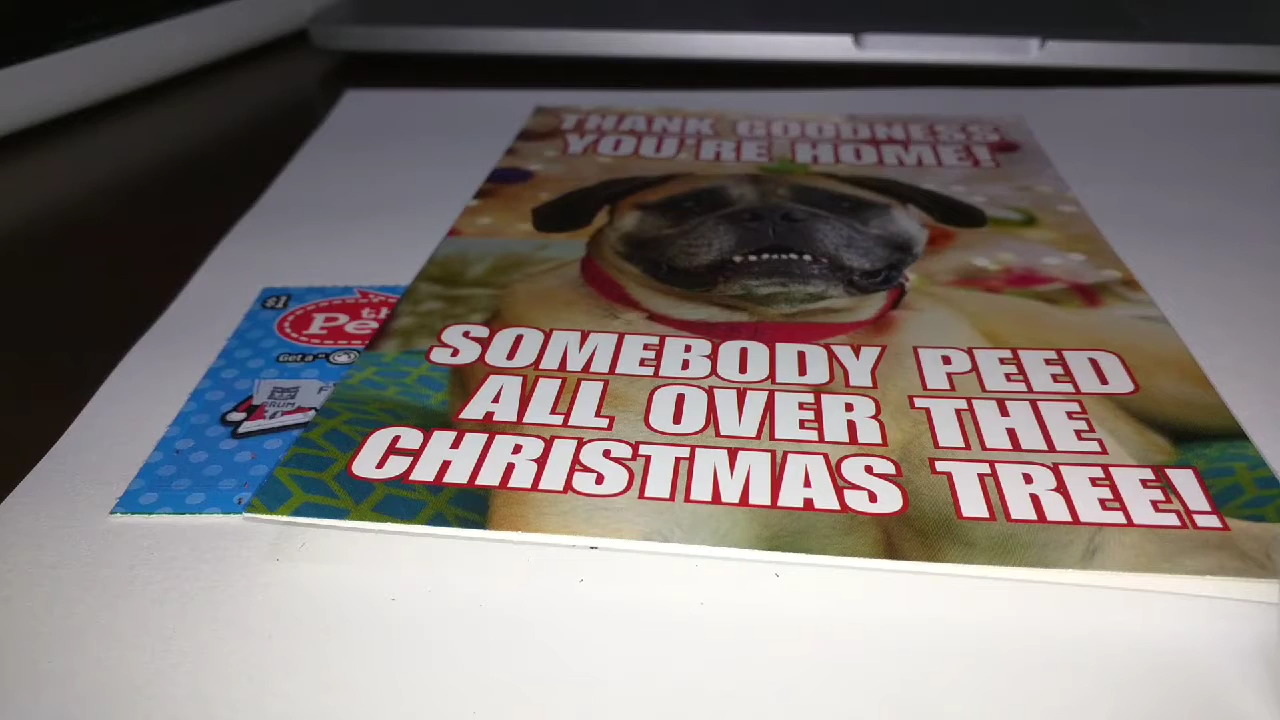 THANK GOODNESS
YOU'RE HOME!
SOMEBODY PEED
ALL OVER THE
CHRISTMAS TREE!
$1
Get a "